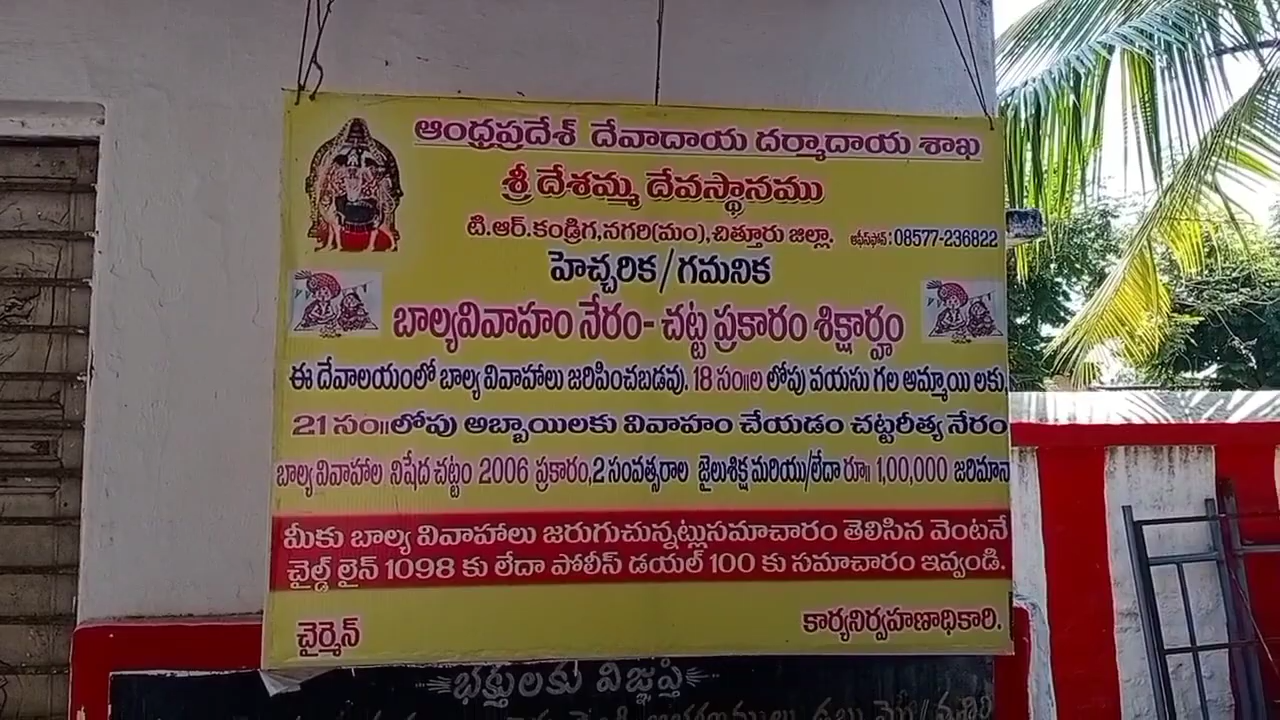 ఆంధ్రప్రదేశ్ దేవాదాయ దర్మాదాయ శాఖ
శ్రీ దేశమ్మ దేవస్థానము
టి.ఆర్.కండ్రిగ,నగరి(మం),చిత్తూరు జిల్లా. ఆఫీస్‌ఫోన్ : 08577-236822
హెచ్చరిక/గమనిక
బాల్యవివాహం నేరం- చట్ట ప్రకారం శిక్షార్హం
ఈ దేవాలయంలో బాల్య వివాహాలు జరిపించబడవు. 18 సం॥ల లోపు వయసు గల అమ్మాయి లకు,
21 సం॥లోపు అబ్బాయిలకు వివాహం చేయడం చట్టరీత్య నేరం
బాల్య వివాహాల నిషేద చట్టం 2006 ప్రకారం,2 సంవత్సరాల జైలుశిక్ష మరియు/లేదా రూ॥ 1,00,000 జరిమానా
మీకు బాల్య వివాహాలు జరుగుచున్నట్లుసమాచారం తెలిసిన వెంటనే
చైల్డ్ లైన్ 1098 కు లేదా పోలీస్ డయల్ 100 కు సమాచారం ఇవ్వండి.
చైర్మెన్
కార్యనిర్వహణాధికారి.
భక్తులకు విజ్ఞప్తి